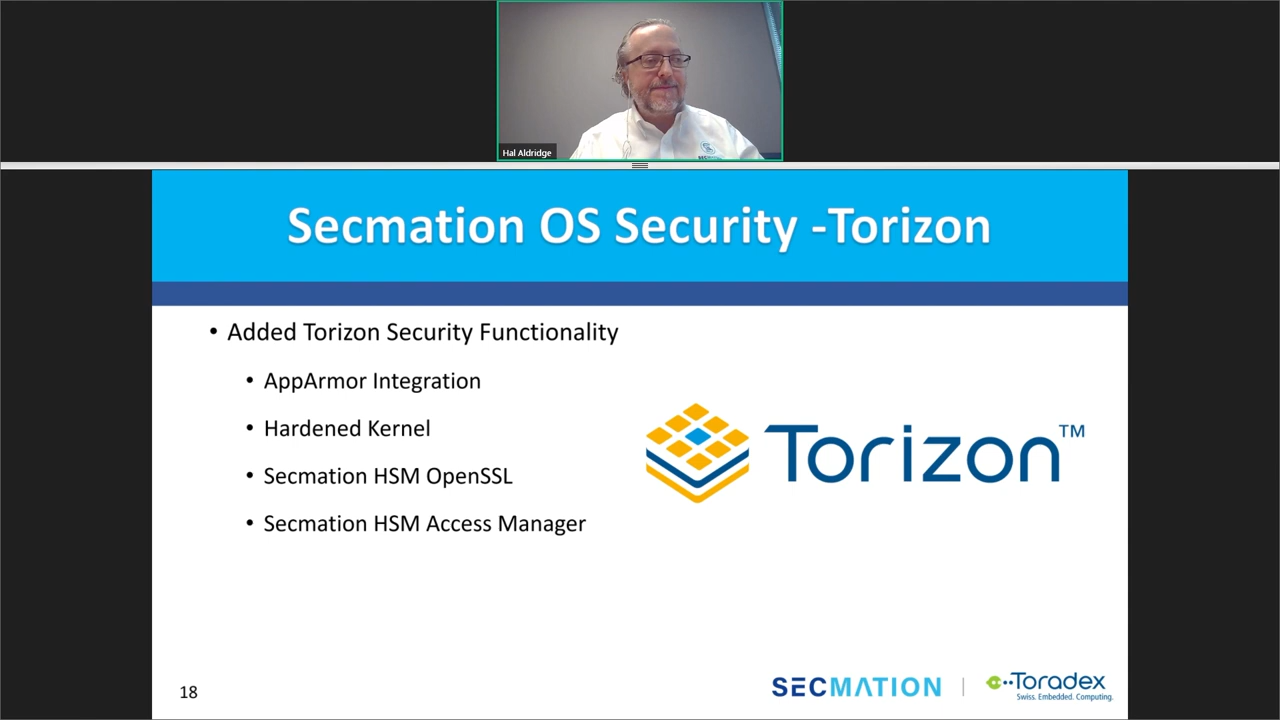 Hal Aldridge
Secmation OS Security -Torizon
• Added Torizon Security Functionality
• AppArmor Integration
• Hardened Kernel
• Secmation HSM OpenSSL
• Secmation HSM Access Manager
Torizon™
18
SECMATION
Toradex
Swiss. Embedded. Computing.